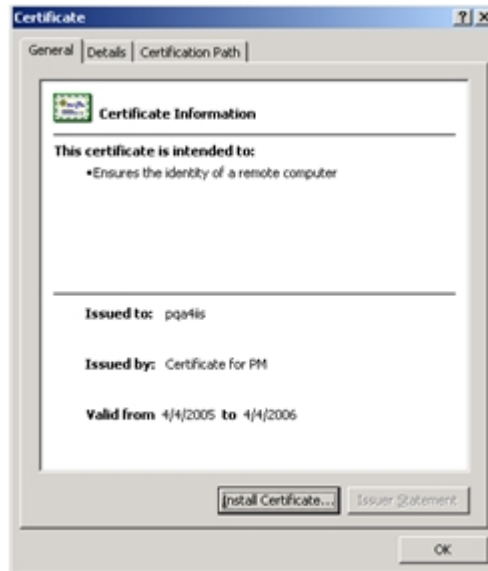 Certificate
General
Details
Certification Path
Certificate Information
This certificate is intended to:
•Ensures the identity of a remote computer
Issued to: pqa4iis
Issued by: Certificate for PM
Valid from 4/4/2005 to 4/4/2006
Install Certificate...
Issuer Statement
OK